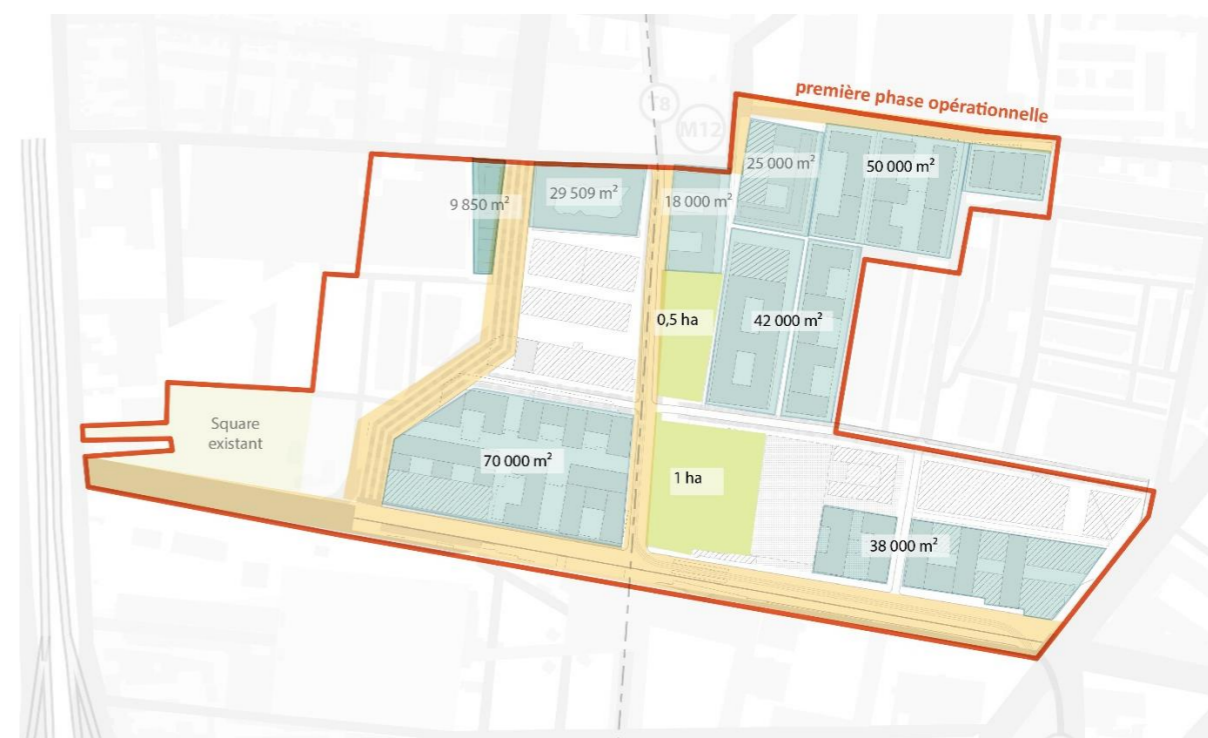 première phase opérationnelle
T8
M12
25 000 m²
50 000 m²
9 850 m²
29 509 m²
18 000 m²
0,5 ha
42 000 m²
Square
existant
70 000 m²
1 ha
38 000 m²